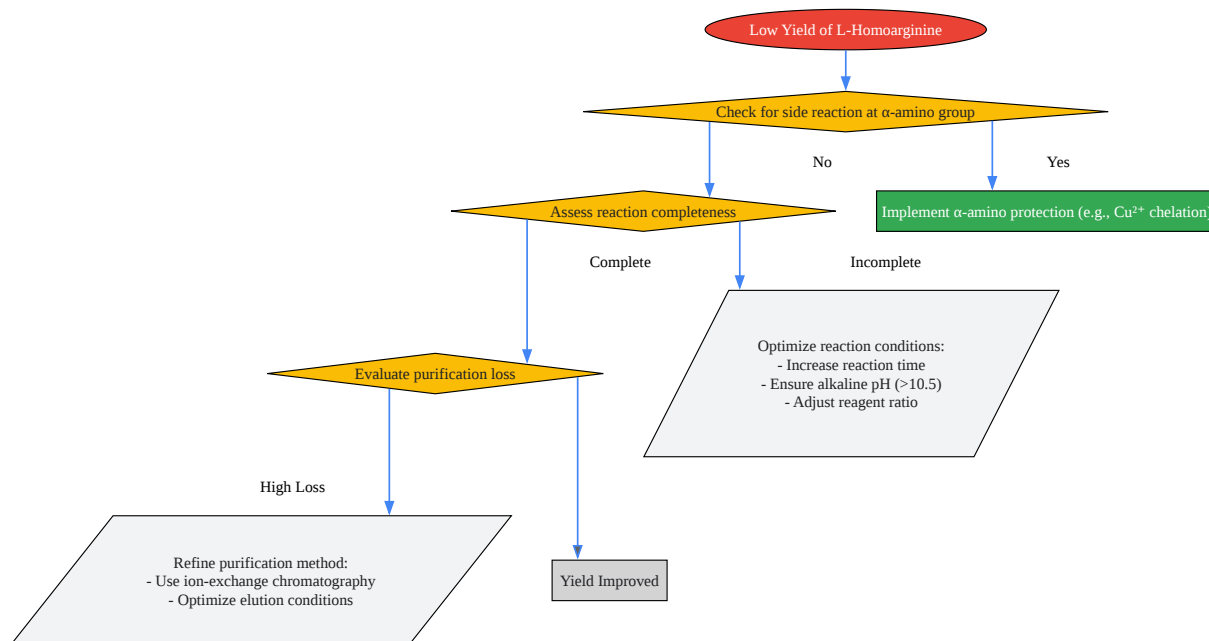 Low Yield of L-Homoarginine
Check for side reaction at α-amino group
No
Yes
Assess reaction completeness
Implement α-amino protection (e.g., Cu²⁺ chelation)
Complete
Incomplete
Optimize reaction conditions:
- Increase reaction time
- Ensure alkaline pH (>10.5)
- Adjust reagent ratio
Evaluate purification loss
High Loss
Refine purification method:
- Use ion-exchange chromatography
- Optimize elution conditions
Yield Improved